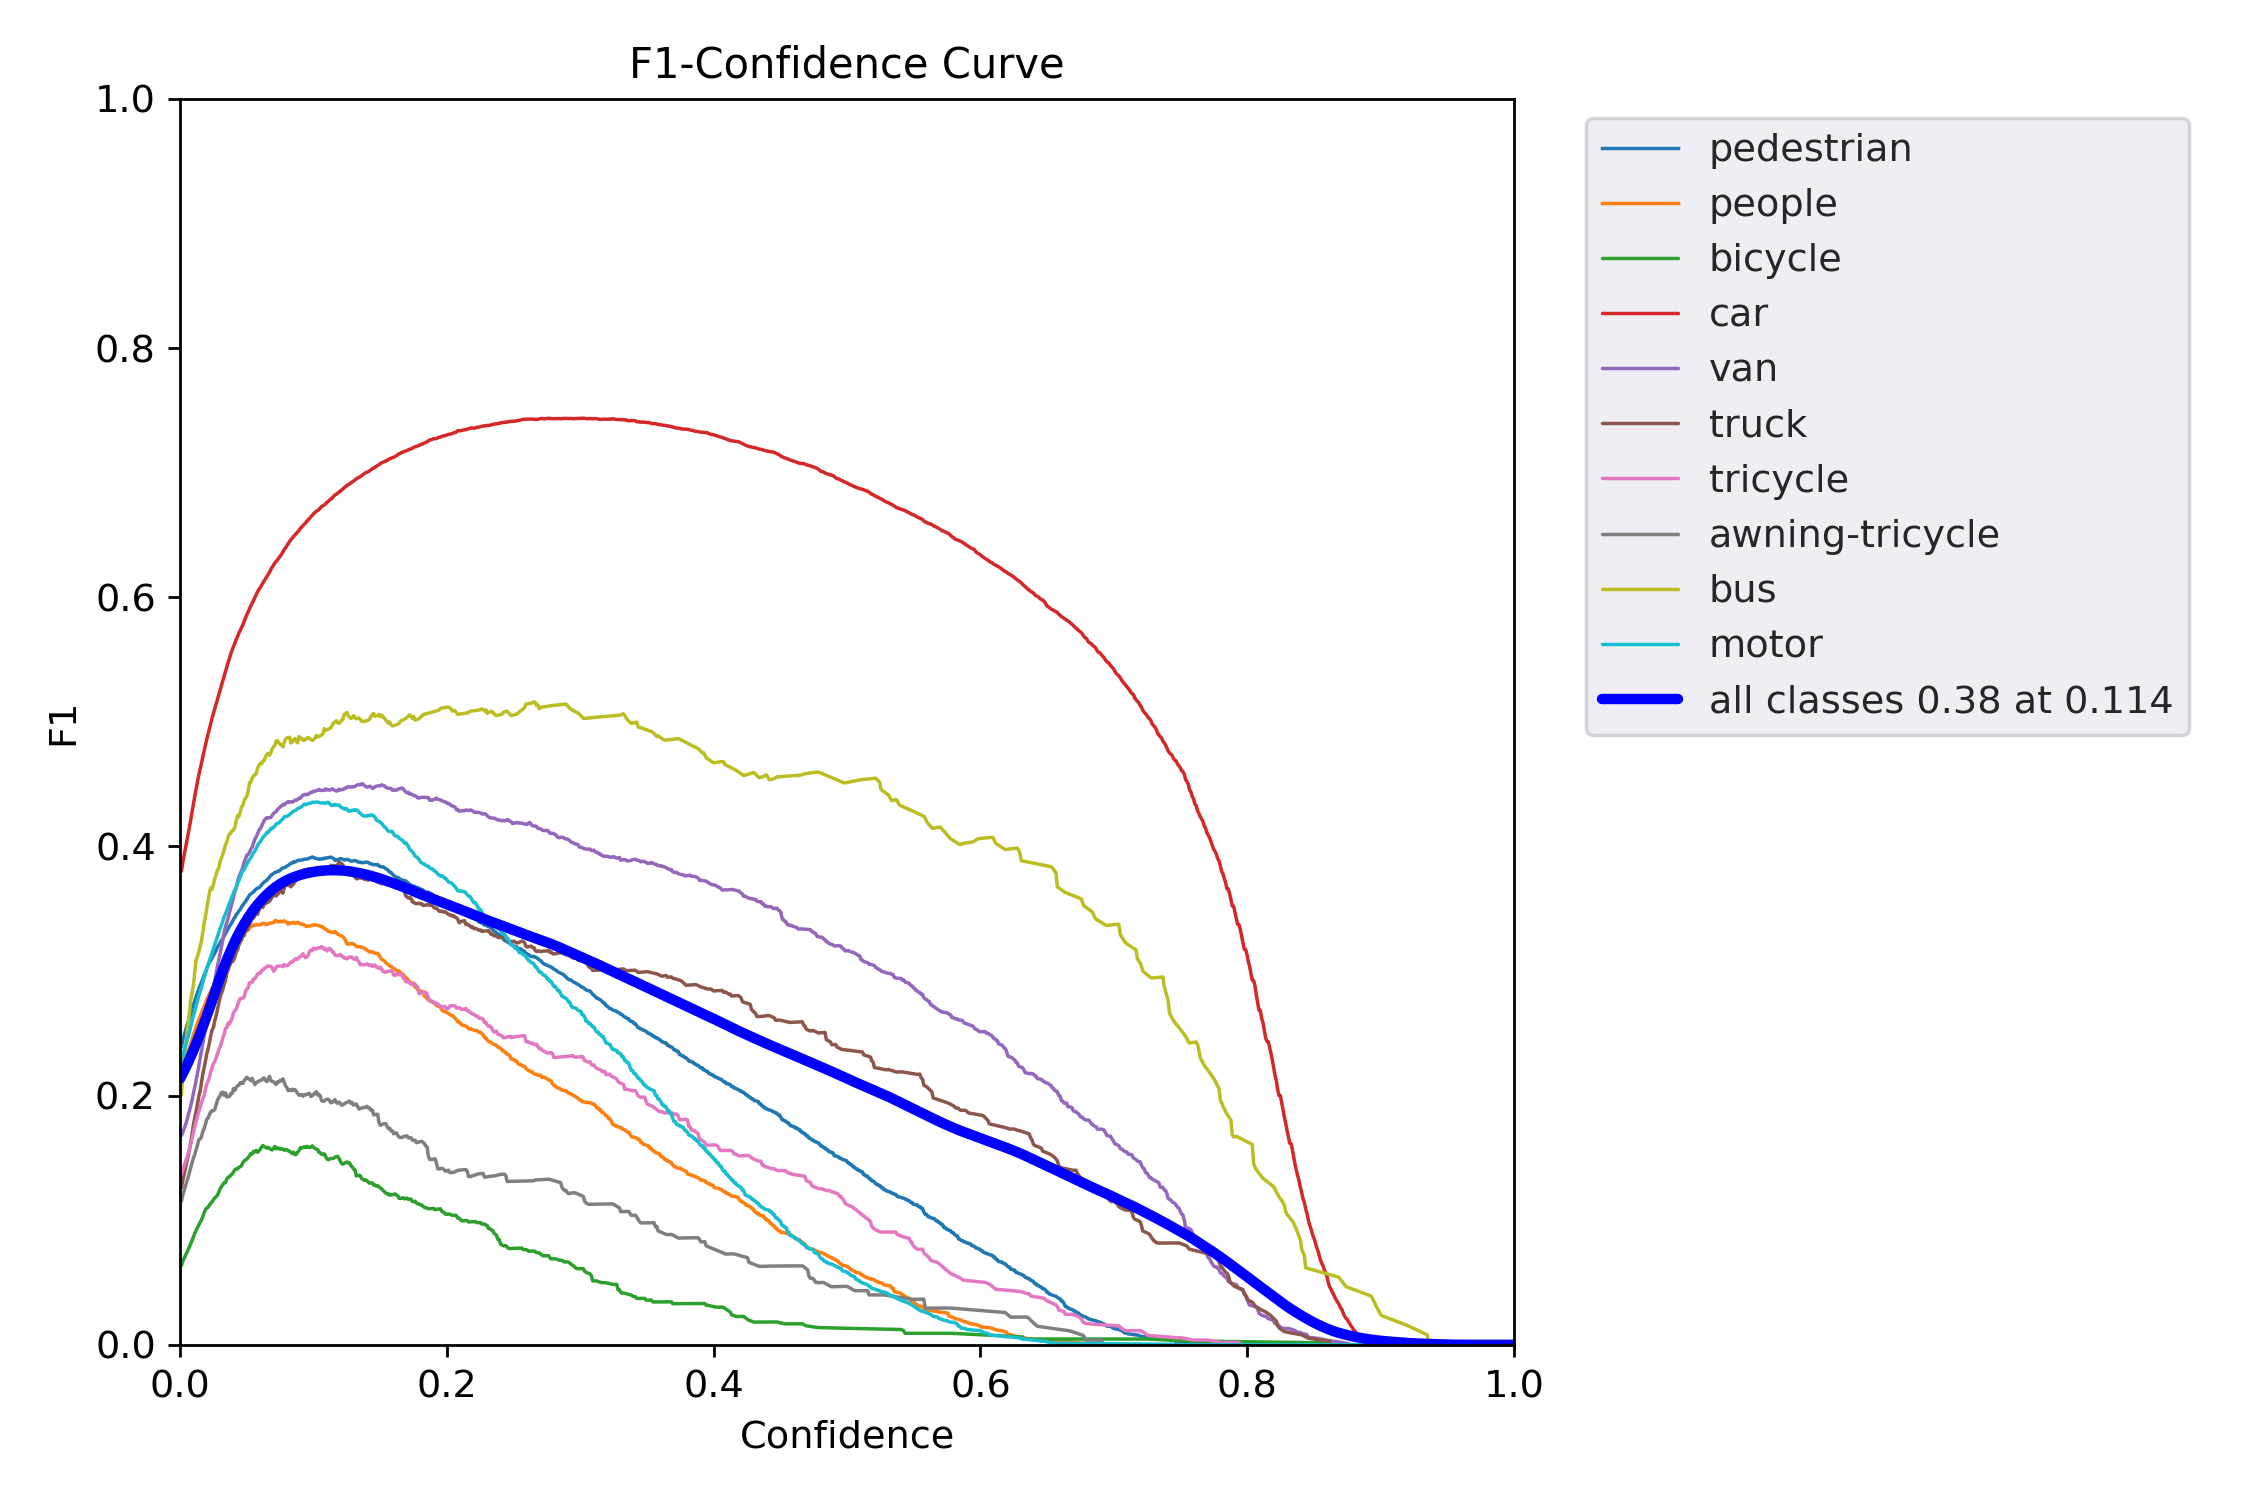 F1-Confidence Curve
1.0
0.8
0.6
0.4
0.2
0.0
F1
0.0 0.2 0.4 0.6 0.8 1.0
Confidence
pedestrian
people
bicycle
car
van
truck
tricycle
awning-tricycle
bus
motor
all classes 0.38 at 0.114